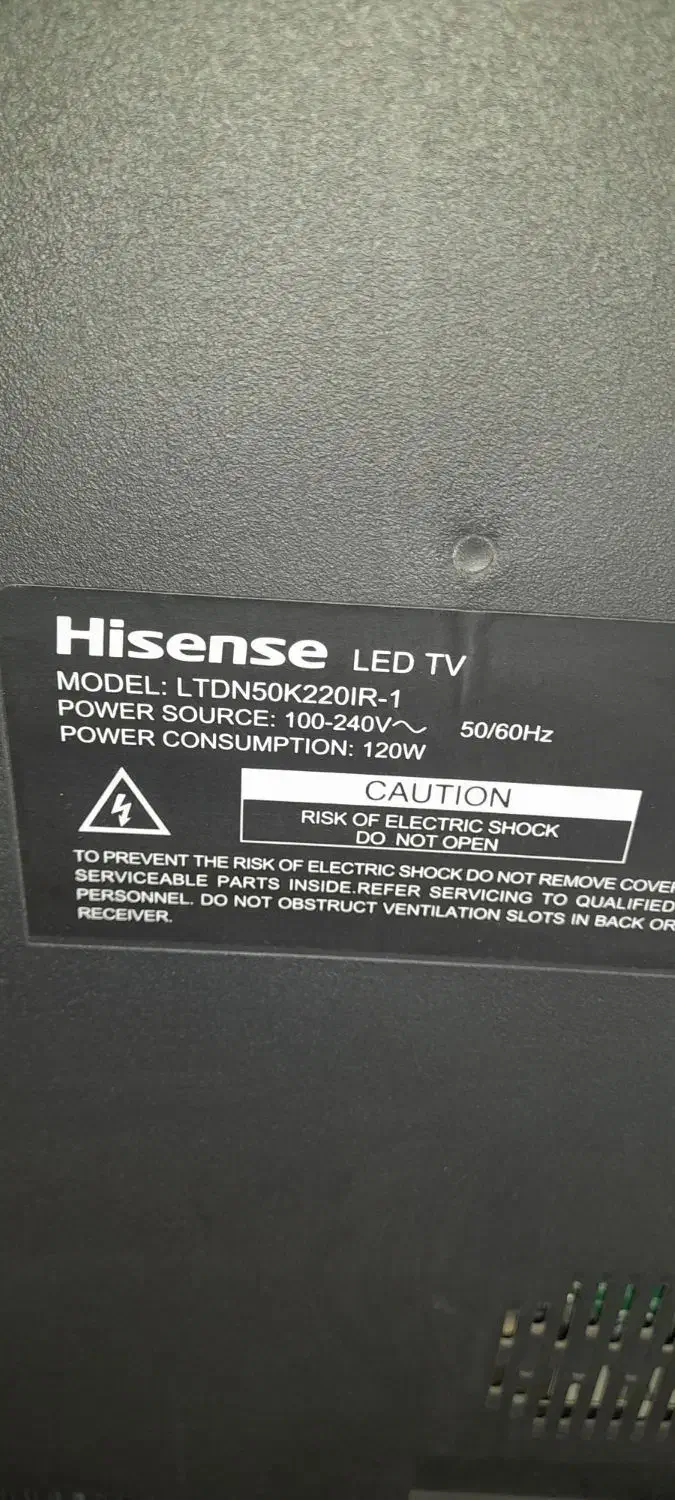 Hisense LED TV
MODEL: LTDN50K220IR-1
POWER SOURCE: 100-240V～ 50/60Hz
POWER CONSUMPTION: 120W
CAUTION
RISK OF ELECTRIC SHOCK
DO NOT OPEN
TO PREVENT THE RISK OF ELECTRIC SHOCK DO NOT REMOVE COVER
SERVICEABLE PARTS INSIDE.REFER SERVICING TO QUALIFIED
PERSONNEL. DO NOT OBSTRUCT VENTILATION SLOTS IN BACK OR
RECEIVER.